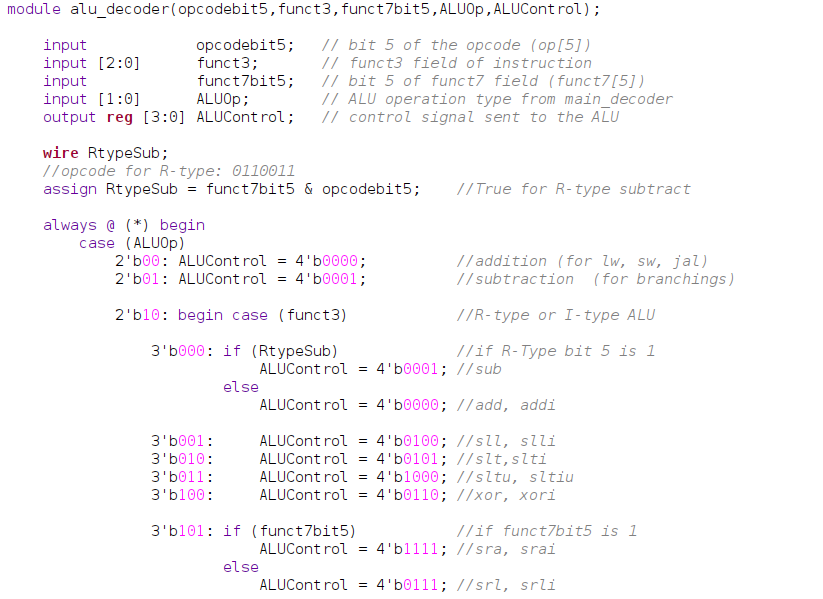 module alu_decoder(opcodebit5,funct3,funct7bit5,ALUOp,ALUControl);
input opcodebit5; // bit 5 of the opcode (op[5])
input [2:0] funct3; // funct3 field of instruction
input funct7bit5; // bit 5 of funct7 field (funct7[5])
input [1:0] ALUOp; // ALU operation type from main_decoder
output reg [3:0] ALUControl; // control signal sent to the ALU
wire RtypeSub;
//opcode for R-type: 0110011
assign RtypeSub = funct7bit5 & opcodebit5; //True for R-type subtract
always @ (*) begin
case (ALUOp)
2'b00: ALUControl = 4'b0000; //addition (for lw, sw, jal)
2'b01: ALUControl = 4'b0001; //subtraction (for branchings)
2'b10: begin case (funct3) //R-type or I-type ALU
3'b000: if (RtypeSub) //if R-Type bit 5 is 1
ALUControl = 4'b0001; //sub
else
ALUControl = 4'b0000; //add, addi
3'b001: ALUControl = 4'b0100; //sll, slli
3'b010: ALUControl = 4'b0101; //slt,slti
3'b011: ALUControl = 4'b1000; //sltu, sltiu
3'b100: ALUControl = 4'b0110; //xor, xori
3'b101: if (funct7bit5) //if funct7bit5 is 1
ALUControl = 4'b1111; //sra, srai
else
ALUControl = 4'b0111; //srl, srli